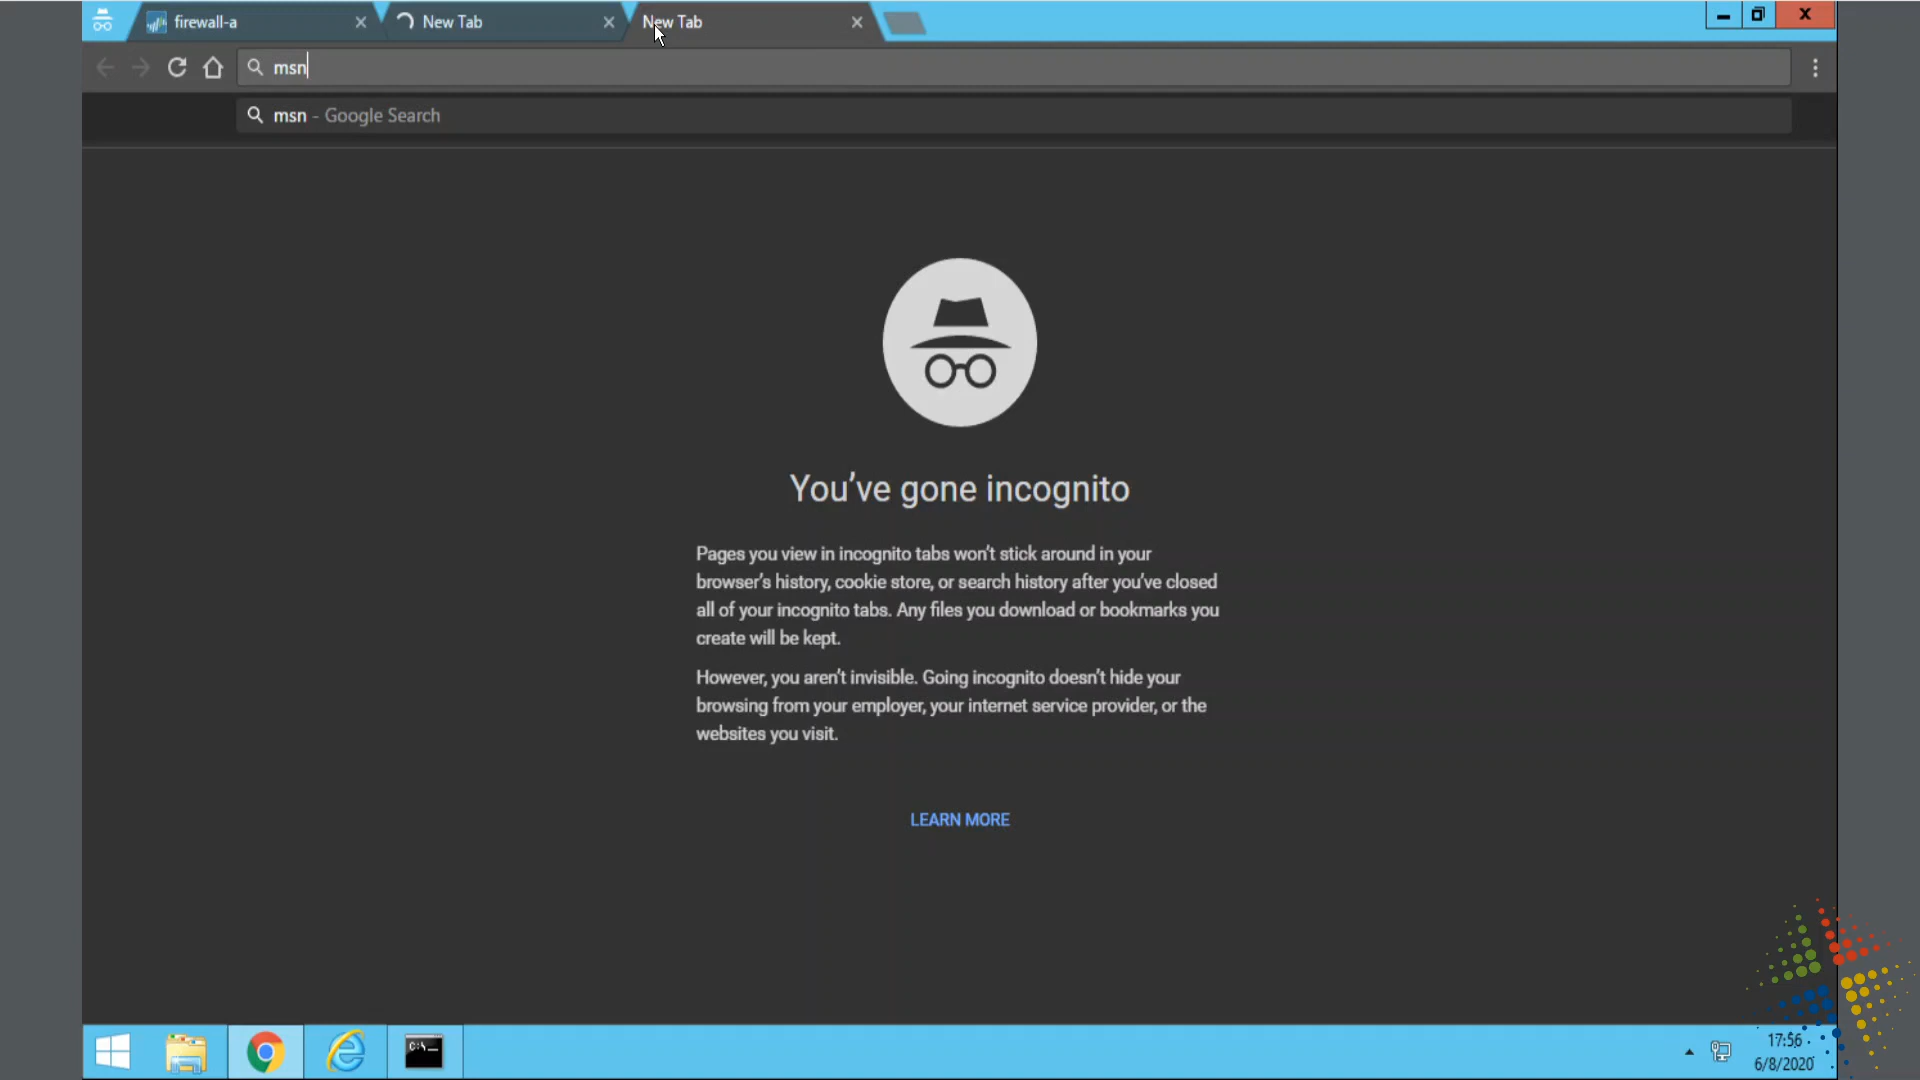 firewall-a
New Tab
New Tab
msn
msn - Google Search
You've gone incognito
Pages you view in incognito tabs won't stick around in your
browser's history, cookie store, or search history after you've closed
all of your incognito tabs. Any files you download or bookmarks you
create will be kept.
However, you aren't invisible. Going incognito doesn't hide your
browsing from your employer, your internet service provider, or the
websites you visit.
LEARN MORE
C:\_
17:56
6/8/2020